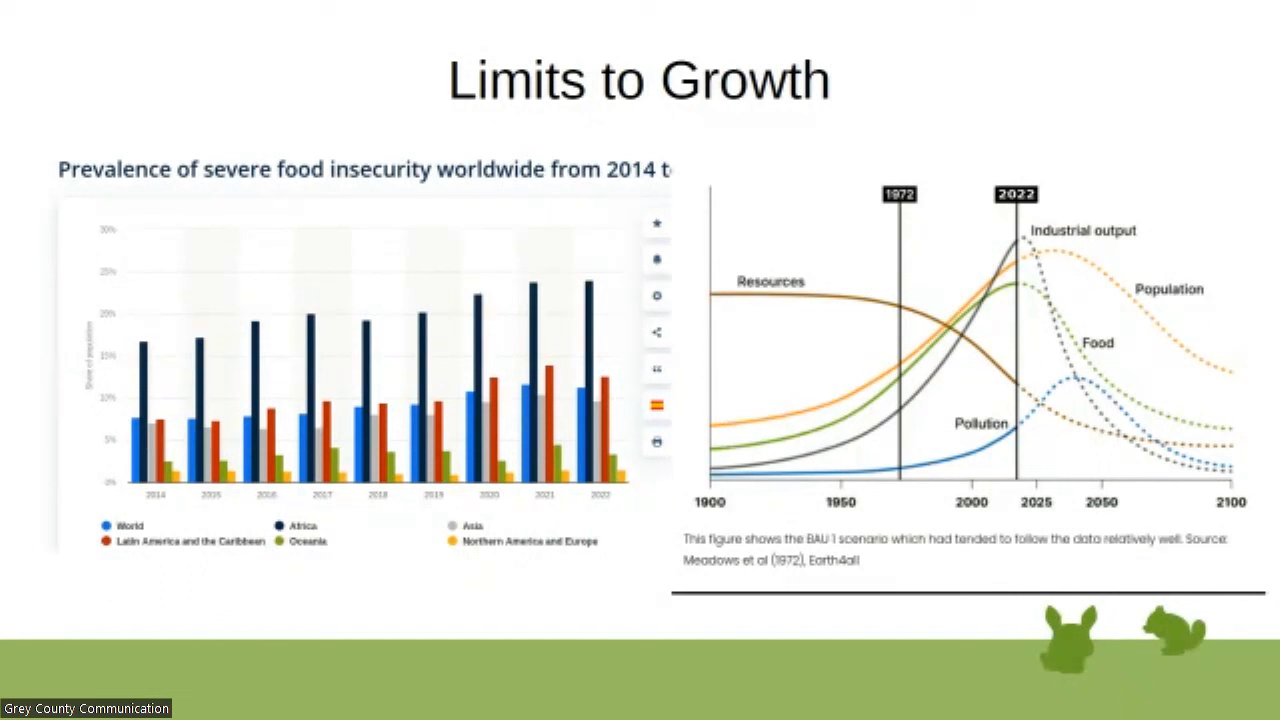 Limits to Growth
Prevalence of severe food insecurity worldwide from 2014 t
30%
25%
20%
15%
10%
5%
0%
Share of population
2014
2015
2016
2017
2018
2019
2020
2021
2022
World
Africa
Asia
Latin America and the Caribbean
Oceania
Northern America and Europe
1972
2022
Industrial output
Resources
Population
Food
Pollution
1900
1950
2000
2025
2050
2100
This figure shows the BAU 1 scenario which had tended to follow the data relatively well. Source:
Meadows et al (1972), Earth4all
Grey County Communication